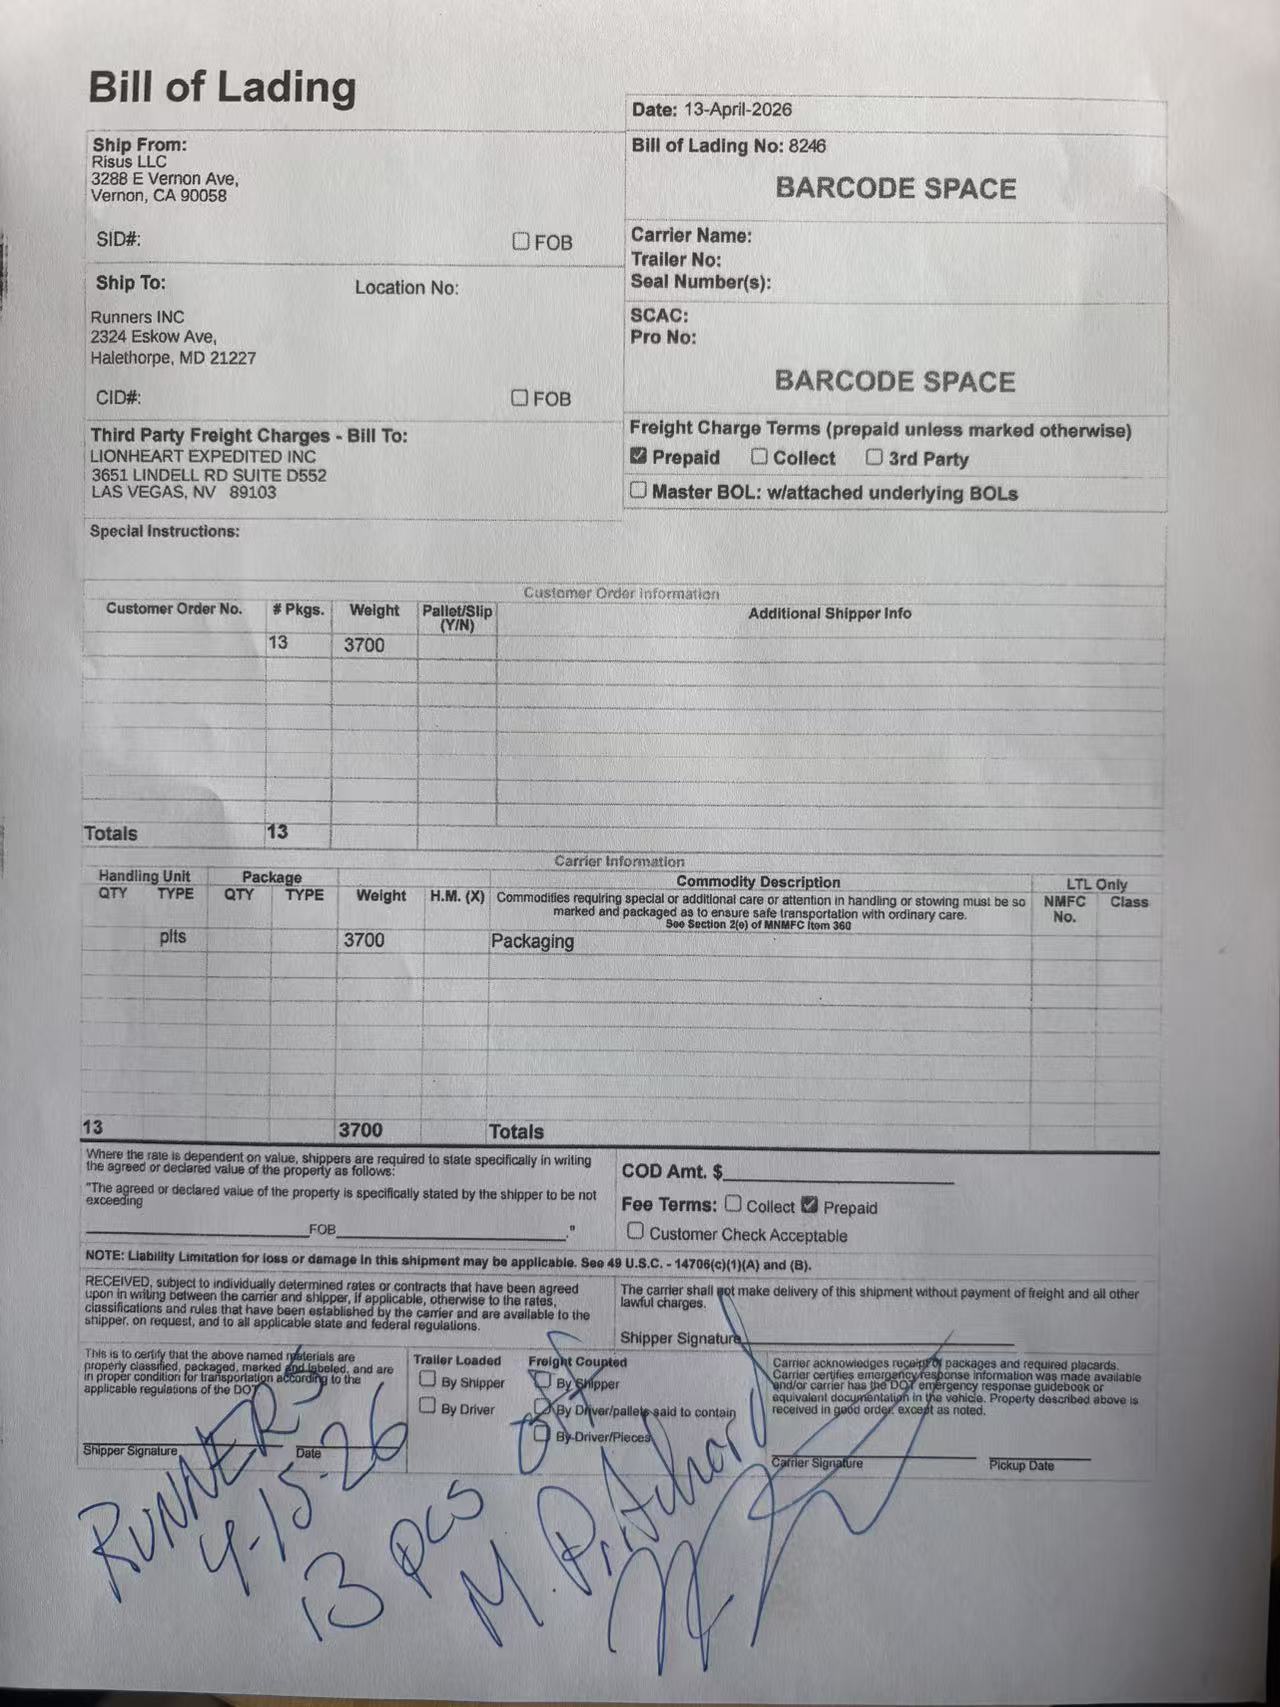 Bill of Lading
Date: 13-April-2026
Ship From:
Risus LLC
3288 E Vernon Ave,
Vernon, CA 90058
SID#:
☐ FOB
Bill of Lading No: 8246
BARCODE SPACE
Carrier Name:
Trailer No:
Seal Number(s):
Ship To:
Location No:
Runners INC
2324 Eskow Ave,
Halethorpe, MD 21227
CID#:
☐ FOB
SCAC:
Pro No:
BARCODE SPACE
Third Party Freight Charges - Bill To:
LIONHEART EXPEDITED INC
3651 LINDELL RD SUITE D552
LAS VEGAS, NV 89103
Freight Charge Terms (prepaid unless marked otherwise)
☑ Prepaid ☐ Collect ☐ 3rd Party
☐ Master BOL: w/attached underlying BOLs
Special Instructions:
Customer Order Information
Customer Order No. # Pkgs. Weight Pallet/Slip (Y/N) Additional Shipper Info
13 3700
Totals 13
Carrier Information
Handling Unit Package Commodity Description LTL Only
QTY TYPE QTY TYPE Weight H.M. (X) Commodities requiring special or additional care or attention in handling or stowing must be so NMFC Class
marked and packaged as to ensure safe transportation with ordinary care. No.
See Section 2(e) of MNMFC Item 360
plts 3700 Packaging
13 3700 Totals
Where the rate is dependent on value, shippers are required to state specifically in writing
the agreed or declared value of the property as follows:
"The agreed or declared value of the property is specifically stated by the shipper to be not
exceeding
FOB ."
COD Amt. $
Fee Terms: ☐ Collect ☑ Prepaid
☐ Customer Check Acceptable
NOTE: Liability Limitation for loss or damage in this shipment may be applicable. See 49 U.S.C. - 14706(c)(1)(A) and (B).
RECEIVED, subject to individually determined rates or contracts that have been agreed
upon in writing between the carrier and shipper, if applicable, otherwise to the rates,
classifications and rules that have been established by the carrier and are available to the
shipper, on request, and to all applicable state and federal regulations.
The carrier shall not make delivery of this shipment without payment of freight and all other
lawful charges.
Shipper Signature
This is to certify that the above named materials are
properly classified, packaged, marked and labeled, and are
in proper condition for transportation according to the
applicable regulations of the DOT
Shipper Signature Date
Trailer Loaded
☐ By Shipper
☐ By Driver
Freight Counted
☐ By Shipper
☐ By Driver/pallets said to contain
☐ By Driver/Pieces
Carrier acknowledges receipt of packages and required placards.
Carrier certifies emergency response information was made available
and/or carrier has the DOT emergency response guidebook or
equivalent documentation in the vehicle. Property described above is
received in good order, except as noted.
Carrier Signature Pickup Date
RUNNERS
4-15-26
13 PCS
M. Pritchard